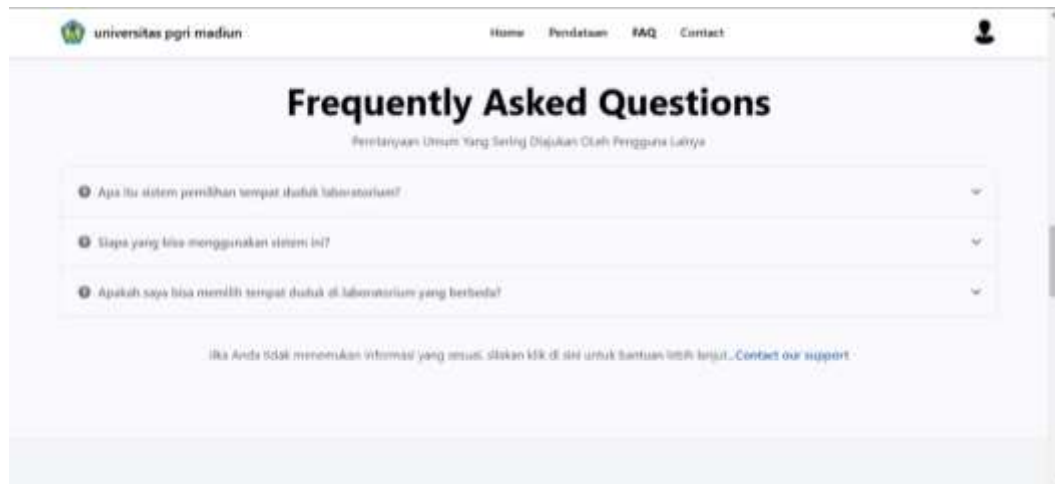 universitas pgri madiun
Home Pendataan FAQ Contact
Frequently Asked Questions
Pertanyaan Umum Yang Sering Diajukan Oleh Pengguna Lainya
Apa itu sistem pemilihan tempat duduk laboratorium?
Siapa yang bisa menggunakan sistem ini?
Apakah saya bisa memilih tempat duduk di laboratorium yang berbeda?
Jika Anda tidak menemukan informasi yang sesuai, silakan klik di sini untuk bantuan lebih lanjut. Contact our support